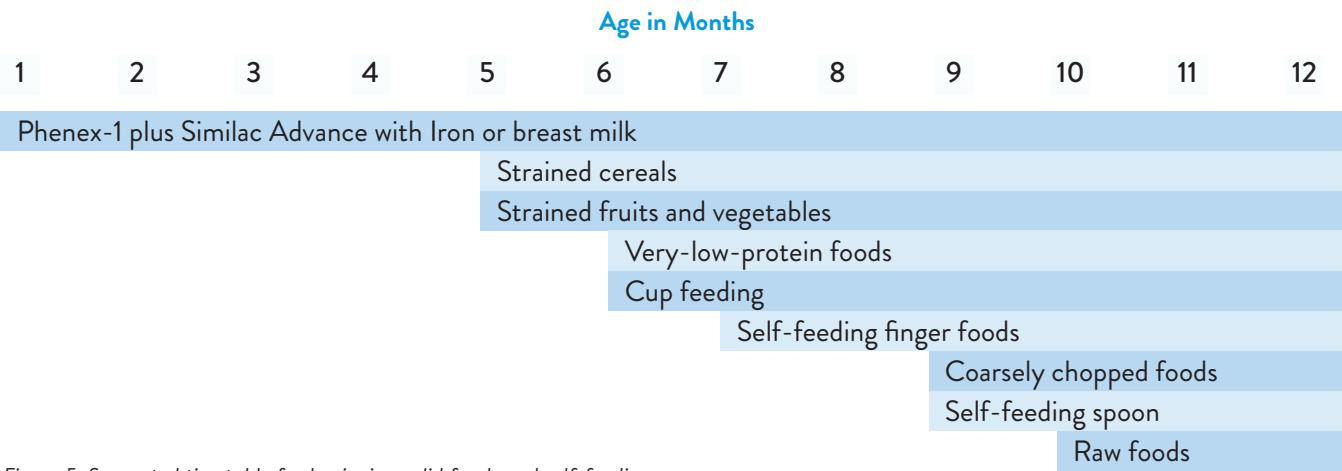 Age in Months
1 2 3 4 5 6 7 8 9 10 11 12
Phenex-1 plus Similac Advance with Iron or breast milk
Strained cereals
Strained fruits and vegetables
Very-low-protein foods
Cup feeding
Self-feeding finger foods
Coarsely chopped foods
Self-feeding spoon
Raw foods